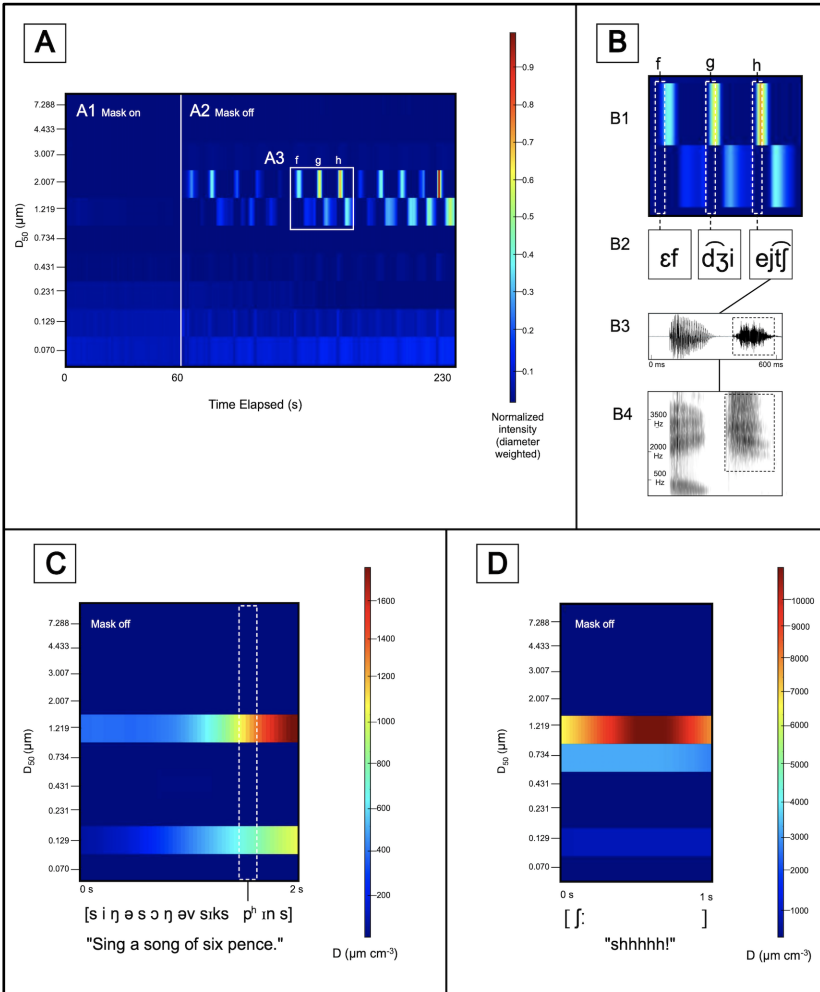 A
A1 Mask on
A2 Mask off
A3
f g h
7.288
4.433
3.007
2.007
1.219
0.734
0.431
0.231
0.129
0.070
D50 (µm)
0
60
230
Time Elapsed (s)
0.9
0.8
0.7
0.6
0.5
0.4
0.3
0.2
0.1
Normalized
intensity
(diameter
weighted)
B
f g h
B1
B2
ɛf
d͡ʒi
ejt͡ʃ
B3
0 ms
600 ms
B4
3500
Hz
2000
Hz
500
Hz
C
Mask off
7.288
4.433
3.007
2.007
1.219
0.734
0.431
0.231
0.129
0.070
D50 (µm)
0 s
2 s
[s i ŋ ə s ɔ ŋ əv sıks pʰ ın s]
"Sing a song of six pence."
1600
1400
1200
1000
800
600
400
200
D (µm cm-3)
D
Mask off
7.288
4.433
3.007
2.007
1.219
0.734
0.431
0.231
0.129
0.070
D50 (µm)
0 s
1 s
[ ʃ: ]
"shhhhh!"
10000
9000
8000
7000
6000
5000
4000
3000
2000
1000
D (µm cm-3)